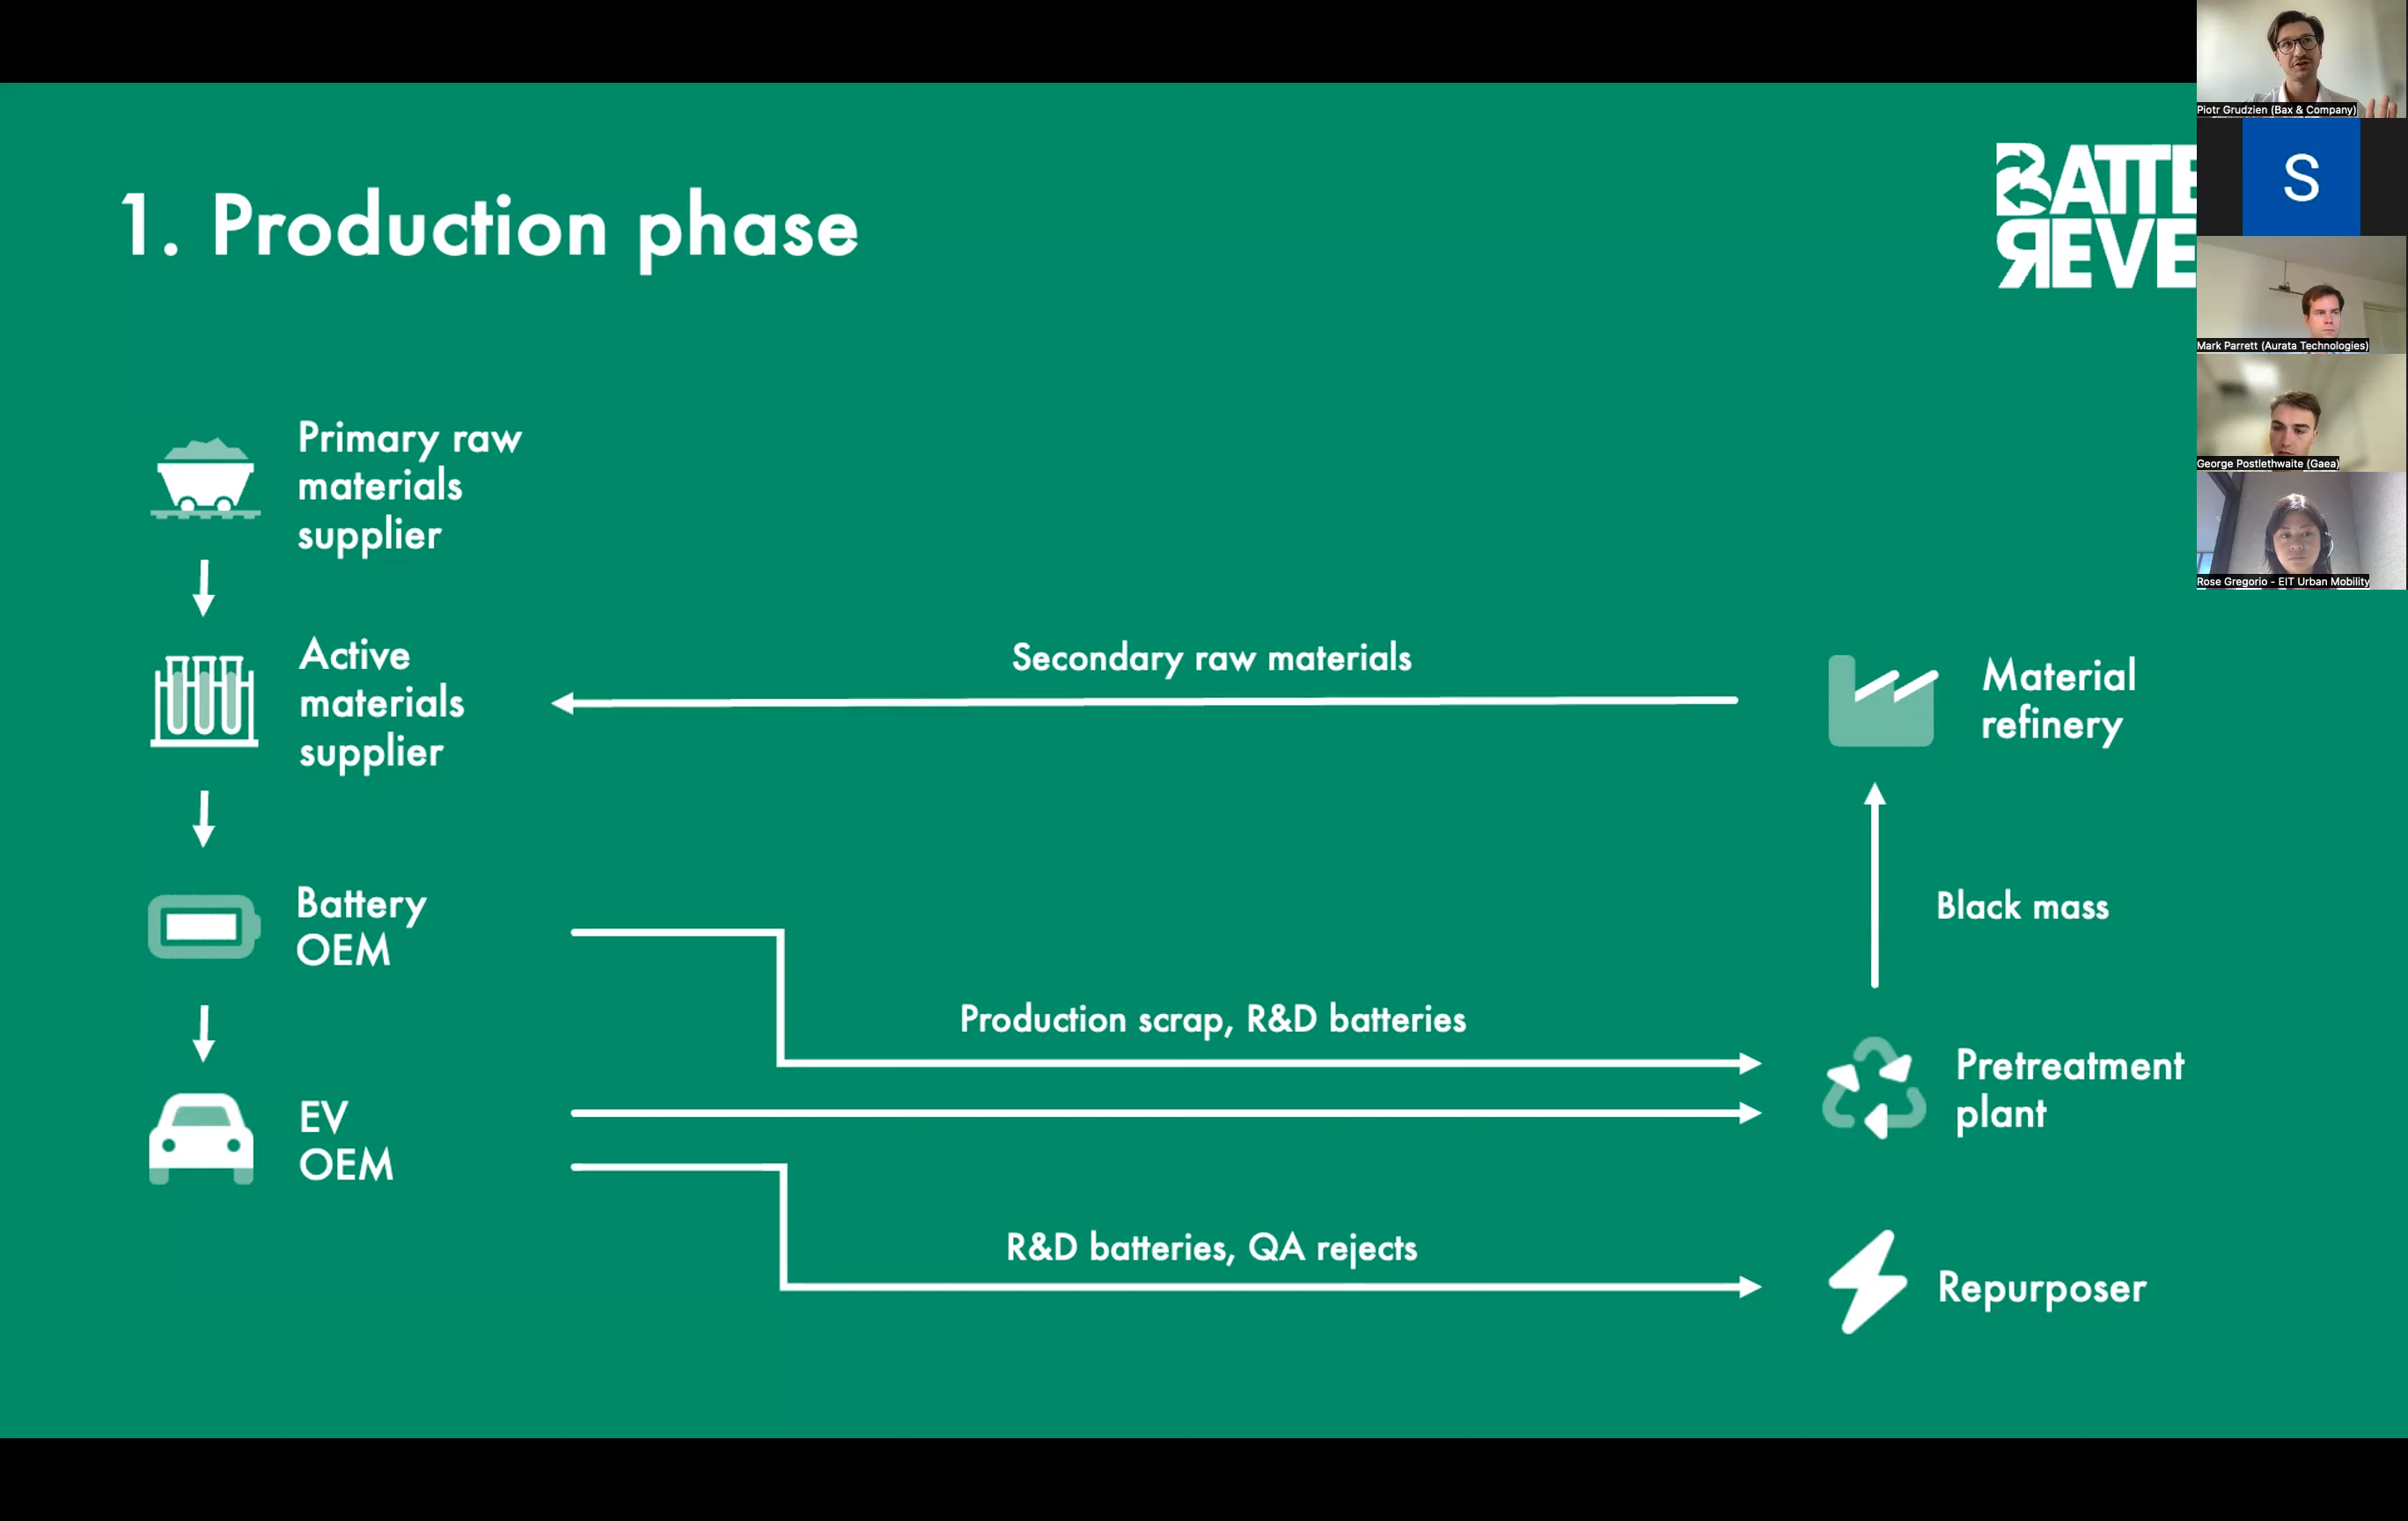 1. Production phase
BATTE
REVE
Primary raw
materials
supplier
Active
materials
supplier
Battery
OEM
EV
OEM
Secondary raw materials
Production scrap, R&D batteries
R&D batteries, QA rejects
Material
refinery
Black mass
Pretreatment
plant
Repurposer
Piotr Grudzien (Bax & Company)
S
Mark Parrett (Aurata Technologies)
George Postlethwaite (Gaea)
Rose Gregorio - EIT Urban Mobility